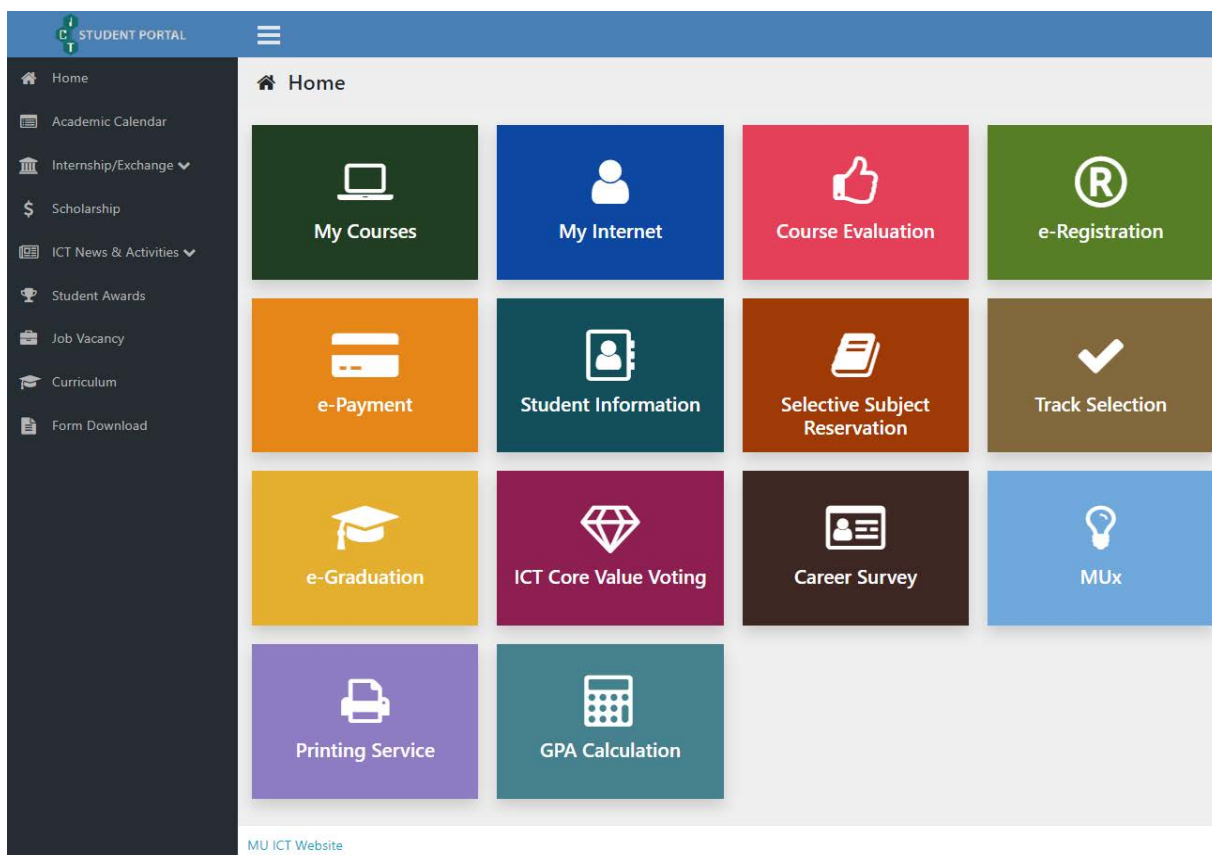 I
C
T
STUDENT PORTAL
Home
Academic Calendar
Internship/Exchange
$ Scholarship
ICT News & Activities
Student Awards
Job Vacancy
Curriculum
Form Download
Home
My Courses
My Internet
Course Evaluation
®
e-Registration
e-Payment
Student Information
Selective Subject
Reservation
Track Selection
e-Graduation
ICT Core Value Voting
Career Survey
MUx
Printing Service
GPA Calculation
MU ICT Website